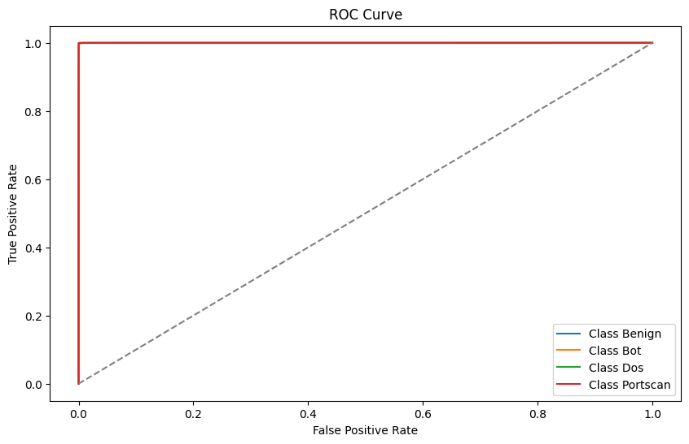 ROC Curve
True Positive Rate
1.0
0.8
0.6
0.4
0.2
0.0
0.0 0.2 0.4 0.6 0.8 1.0
False Positive Rate
Class Benign
Class Bot
Class Dos
Class Portscan